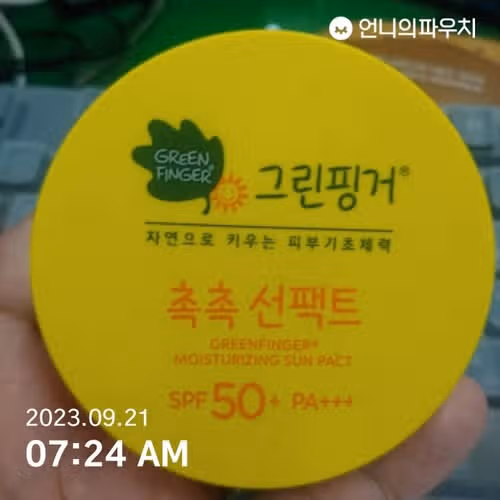 언니의파우치
GREEN
FINGER®
그린핑거®
자연으로 키우는 피부기초체력
촉촉 선팩트
GREENFINGER®
MOISTURIZING SUN PACT
SPF 50+ PA+++
2023.09.21
07:24 AM